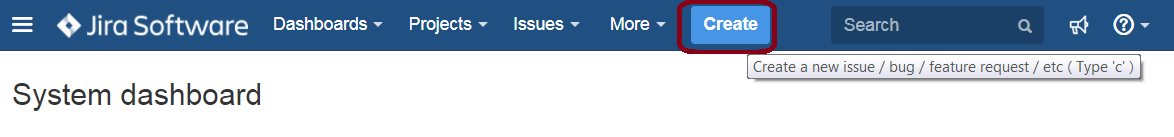 Jira Software Dashboards Projects Issues More Create Search ?
Create a new issue / bug / feature request / etc ( Type 'c' )
System dashboard